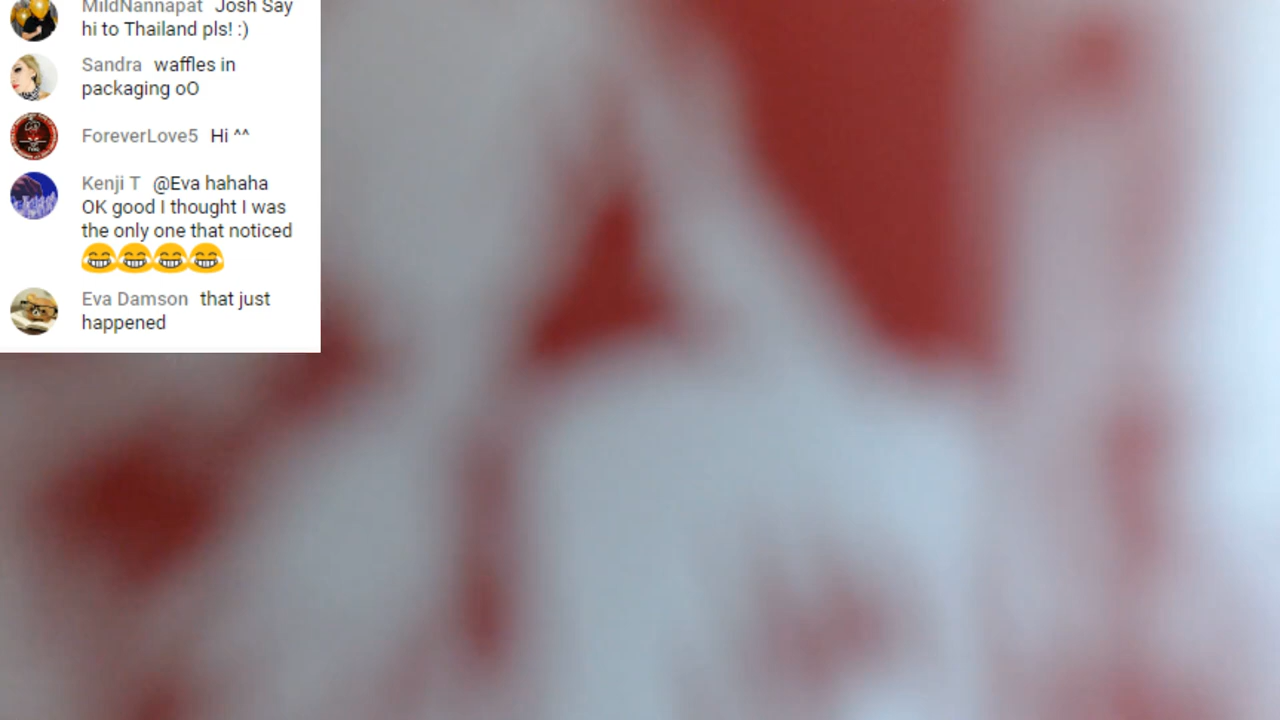 MildNannapat Josh Say
hi to Thailand pls! :)
Sandra waffles in
packaging oO
ForeverLove5 Hi ^^
Kenji T @Eva hahaha
OK good I thought I was
the only one that noticed
😂😂😂😂
Eva Damson that just
happened